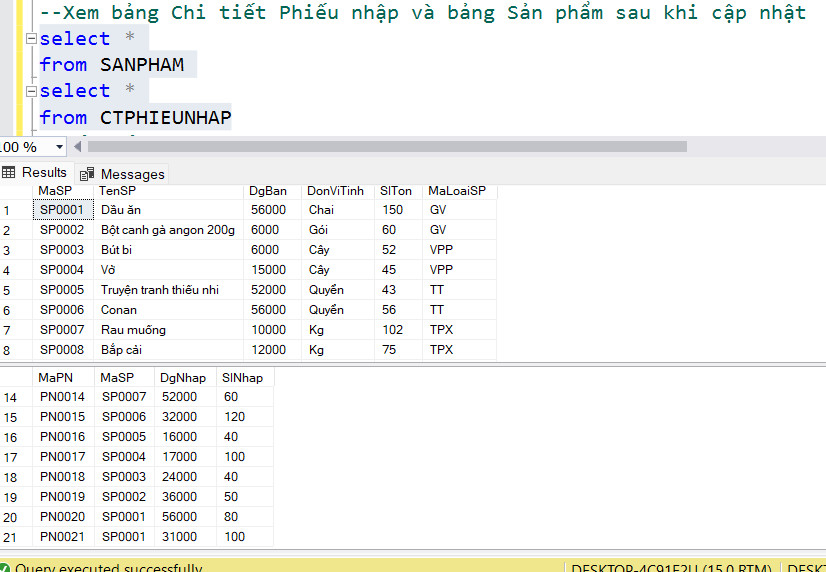 --Xem bảng Chi tiết Phiếu nhập và bảng Sản phẩm sau khi cập nhật
select *
from SANPHAM
select *
from CTPHIEUNHAP
.00 %
Results Messages
MaSP TenSP DgBan DonViTinh SlTon MaLoaiSP
1 SP0001 Dầu ăn 56000 Chai 150 GV
2 SP0002 Bột canh gà angon 200g 6000 Gói 60 GV
3 SP0003 Bút bi 6000 Cây 52 VPP
4 SP0004 Vở 15000 Cây 45 VPP
5 SP0005 Truyện tranh thiếu nhi 52000 Quyển 43 TT
6 SP0006 Conan 56000 Quyển 56 TT
7 SP0007 Rau muống 10000 Kg 102 TPX
8 SP0008 Bắp cải 12000 Kg 75 TPX
MaPN MaSP DgNhap SlNhap
14 PN0014 SP0007 52000 60
15 PN0015 SP0006 32000 120
16 PN0016 SP0005 16000 40
17 PN0017 SP0004 17000 100
18 PN0018 SP0003 24000 40
19 PN0019 SP0002 36000 50
20 PN0020 SP0001 56000 80
21 PN0021 SP0001 31000 100
Query executed successfully (15.0 RTM)